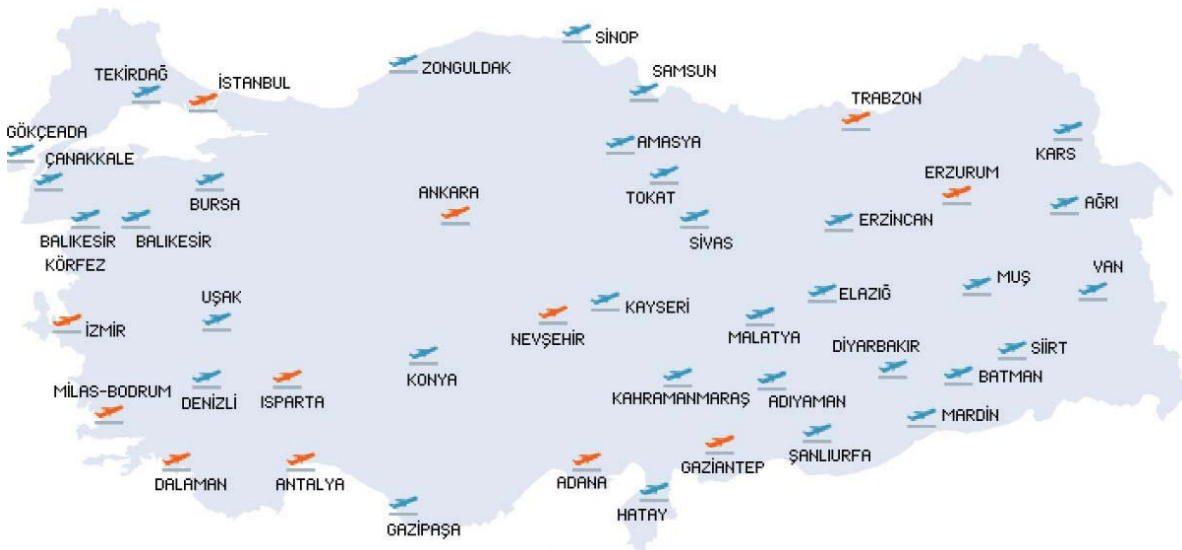 SİNOP
ZONGULDAK
TEKİRDAĞ
İSTANBUL
SAMSUN
TRABZON
GÖKÇEADA
ÇANAKKALE
AMASYA
KARS
BURSA
ANKARA
TOKAT
ERZURUM
AĞRI
BALIKESİR
KÖRFEZ
BALIKESİR
SİVAS
ERZİNCAN
UŞAK
KAYSERİ
ELAZIĞ
MUŞ
VAN
İZMİR
NEVŞEHİR
MALATYA
DİYARBAKIR
SİİRT
MİLAS-BODRUM
DENİZLİ
ISPARTA
KONYA
KAHRAMANMARAŞ
ADIYAMAN
BATMAN
MARDİN
DALAMAN
ANTALYA
ADANA
GAZİANTEP
ŞANLIURFA
GAZİPAŞA
HATAY